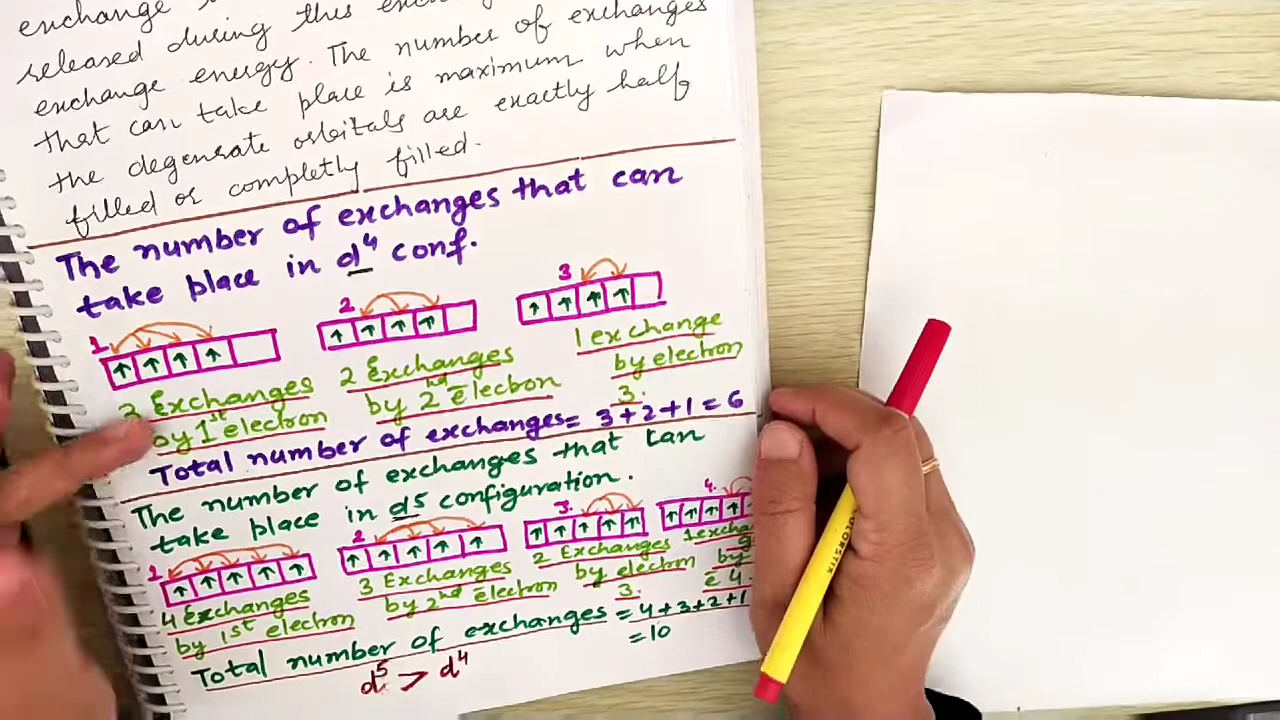 exchange
released during this
exchange energy. The number of exchanges
that can take place is maximum when
the degenrate orbitals are exactly half
filled or completly filled.
The number of exchanges that can
take place in d⁴ conf.
1
2
3
3 Exchanges
by 1st electron
2 Exchanges
by 2nd electron
1 exchange
by electron
3.
Total number of exchanges = 3+2+1 = 6
The number of exchanges that can
take place in d5 configuration.
1
2
3.
4.
4 Exchanges
by 1st electron
3 Exchanges
by 2nd electron
2 Exchanges
by electron
3.
by
e 4.
Total number of exchanges = 4+3+2+1
=10
d⁵ > d⁴
COLORSTIX